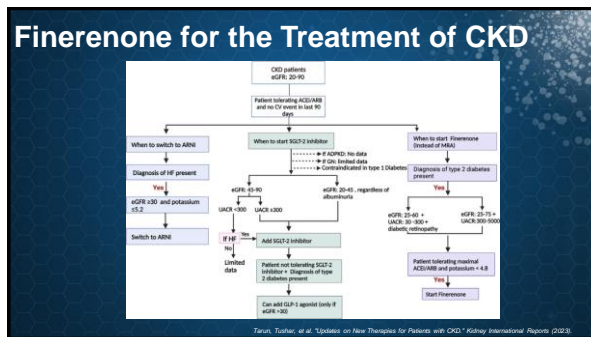 Finerenone for the Treatment of CKD
CKD patients
eGFR: 20-90
Patient tolerating ACEI/ARB
and no CV event in last 90
days
When to switch to ARNI
Diagnosis of HF present
Yes
eGFR ≥30 and potassium
≤5.2
Switch to ARNI
When to start SGLT-2 inhibitor
If ADPKD: No data
If GN: limited data
Contraindicated in type 1 Diabetes
eGFR: 45-90
UACR <300
UACR ≥300
eGFR: 20-45 , regardless of
albuminuria
If HF
Yes
No
Limited
data
Add SGLT-2 inhibitor
Patient not tolerating SGLT-2
inhibitor + Diagnosis of type
2 diabetes present
Can add GLP-1 agonist (only if
eGFR >30)
When to start Finerenone
(instead of MRA)
Diagnosis of type 2 diabetes
present
Yes
eGFR: 25-60 +
UACR: 30 -300 +
diabetic retinopathy
eGFR: 25-75 +
UACR:300-5000
Patient tolerating maximal
ACEI/ARB and potassium < 4.8
Yes
Start Finerenone
Tarun, Tushar, et al. "Updates on New Therapies for Patients with CKD." Kidney International Reports (2023).